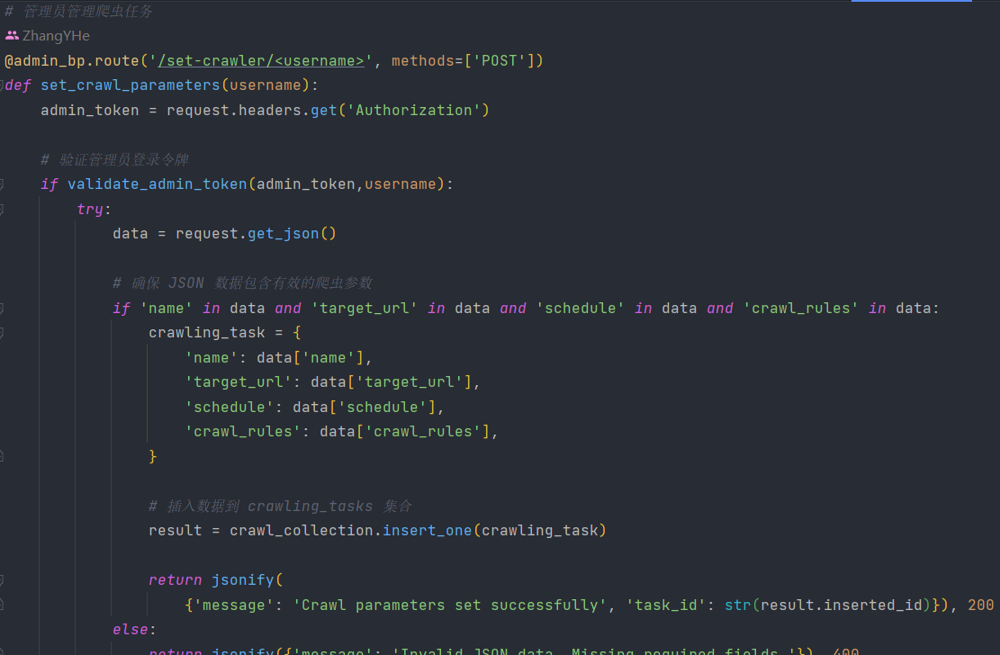 # 管理员管理爬虫任务
ZhangYHe
@admin_bp.route('/set-crawler/<username>', methods=['POST'])
def set_crawl_parameters(username):
    admin_token = request.headers.get('Authorization')
    # 验证管理员登录令牌
    if validate_admin_token(admin_token,username):
        try:
            data = request.get_json()
            # 确保 JSON 数据包含有效的爬虫参数
            if 'name' in data and 'target_url' in data and 'schedule' in data and 'crawl_rules' in data:
                crawling_task = {
                    'name': data['name'],
                    'target_url': data['target_url'],
                    'schedule': data['schedule'],
                    'crawl_rules': data['crawl_rules'],
                }
                # 插入数据到 crawling_tasks 集合
                result = crawl_collection.insert_one(crawling_task)
                return jsonify(
                    {'message': 'Crawl parameters set successfully', 'task_id': str(result.inserted_id)}), 200
            else:
                return jsonify({'message': 'Invalid JSON data. Missing required fields.'}), 400